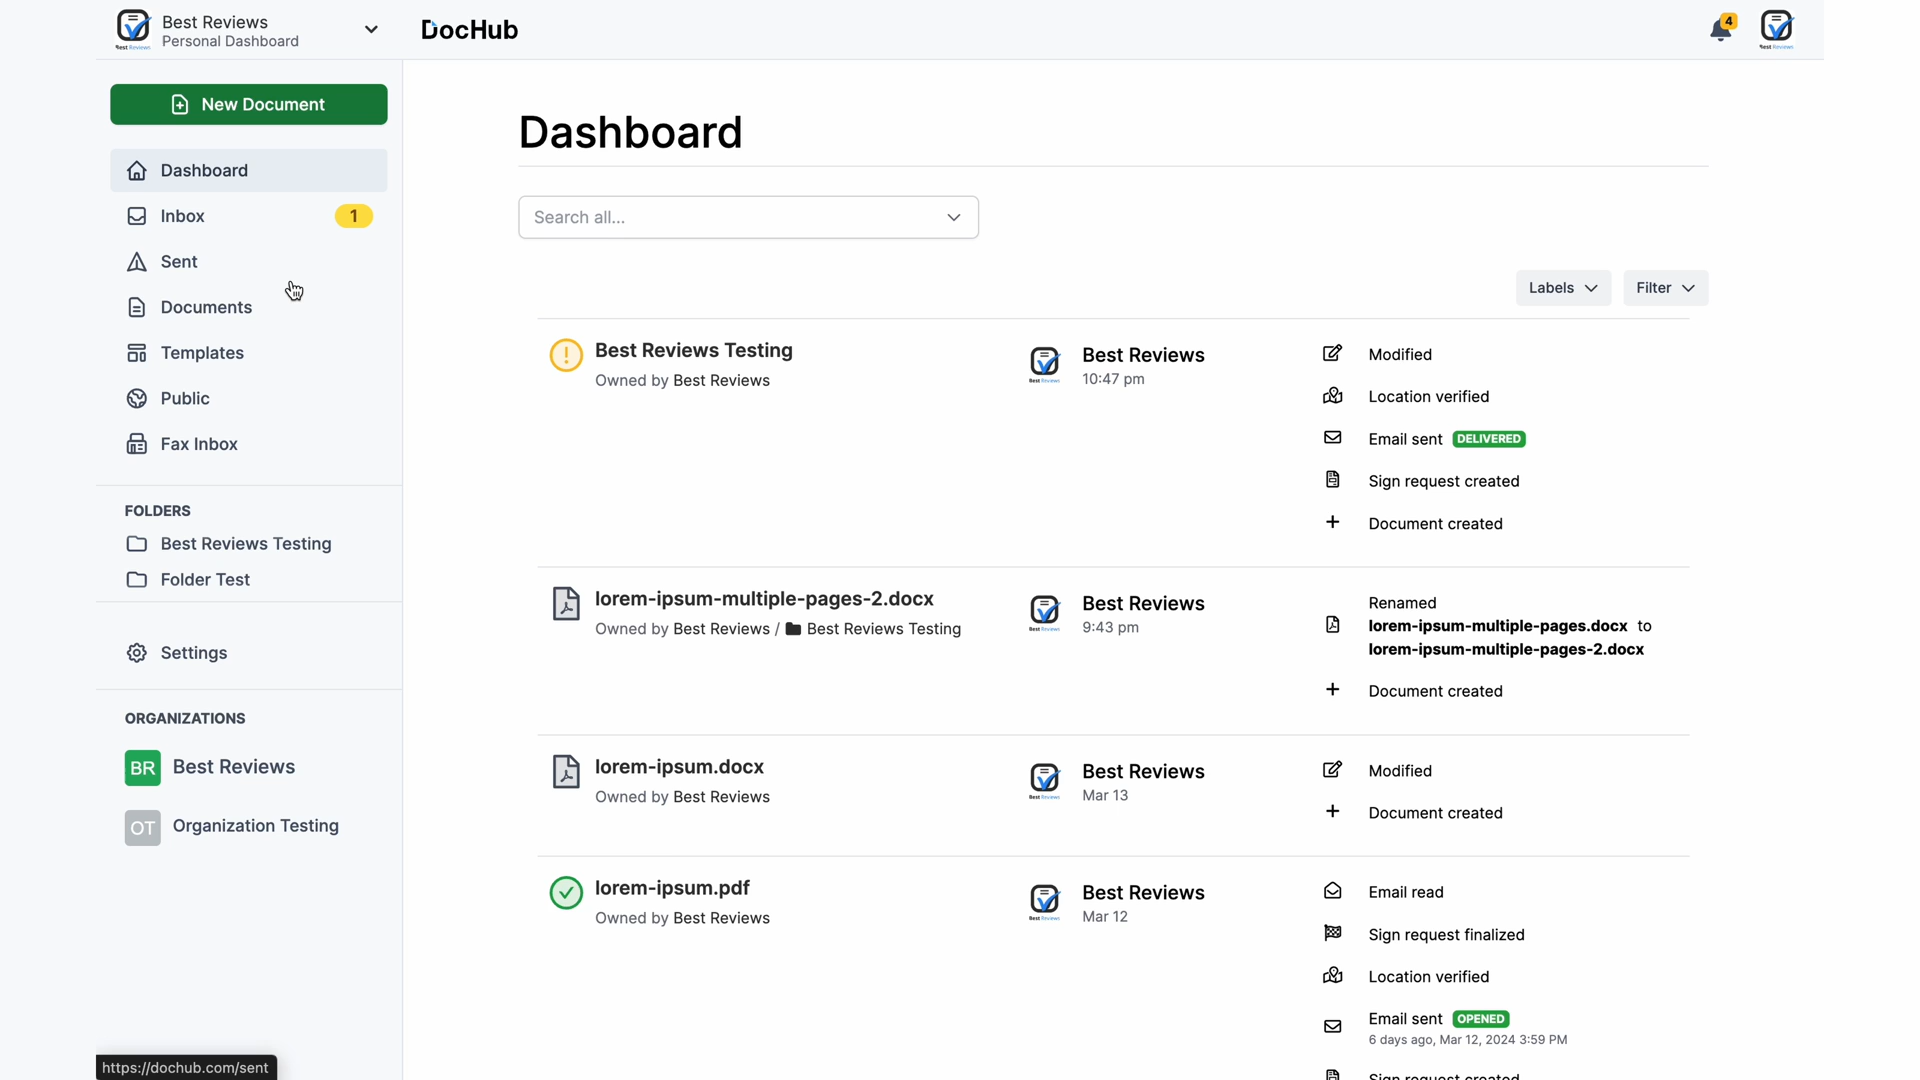 Best Reviews
Personal Dashboard
DocHub
4
New Document
Dashboard
Inbox 1
Sent
Documents
Templates
Public
Fax Inbox
FOLDERS
Best Reviews Testing
Folder Test
Settings
ORGANIZATIONS
BR Best Reviews
OT Organization Testing
https://dochub.com/sent
Dashboard
Search all...
Labels Filter
Best Reviews Testing
Owned by Best Reviews
Best Reviews
10:47 pm
Modified
Location verified
Email sent DELIVERED
Sign request created
Document created
lorem-ipsum-multiple-pages-2.docx
Owned by Best Reviews / Best Reviews Testing
Best Reviews
9:43 pm
Renamed
lorem-ipsum-multiple-pages.docx to
lorem-ipsum-multiple-pages-2.docx
Document created
lorem-ipsum.docx
Owned by Best Reviews
Best Reviews
Mar 13
Modified
Document created
lorem-ipsum.pdf
Owned by Best Reviews
Best Reviews
Mar 12
Email read
Sign request finalized
Location verified
Email sent OPENED
6 days ago, Mar 12, 2024 3:59 PM
Sign request created